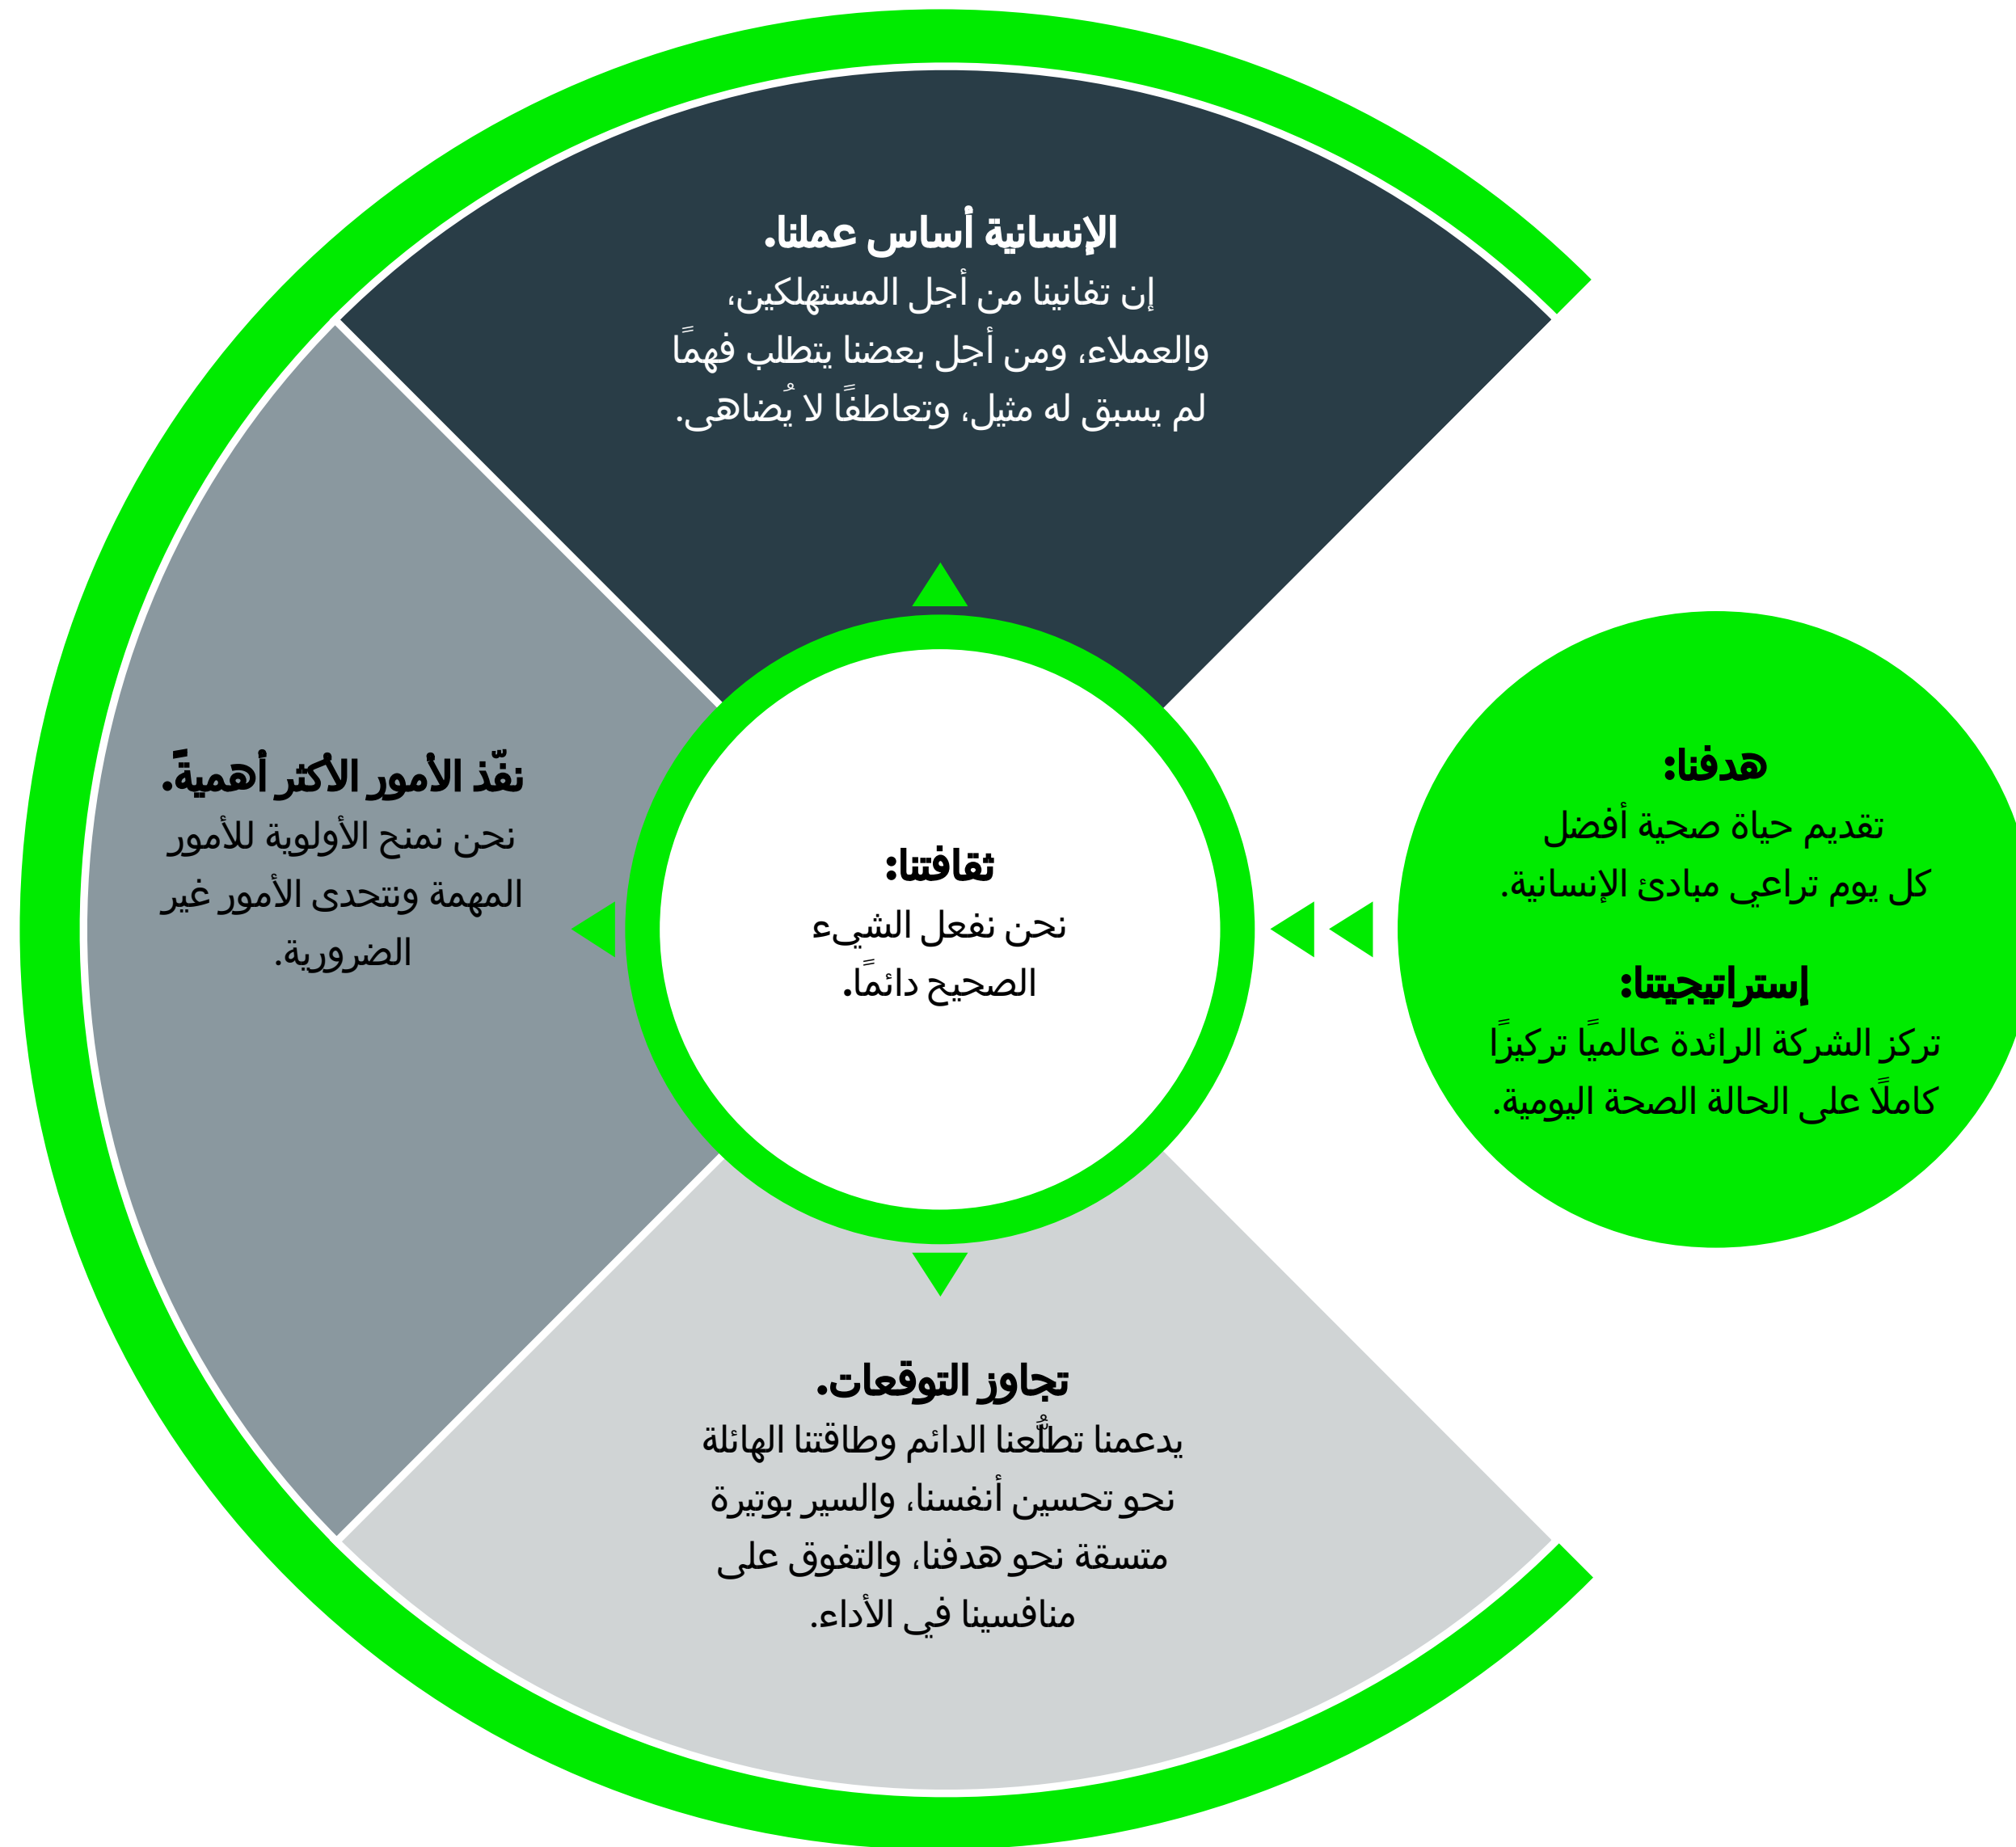 الإنسانية أساس عملنا.
إن تفانينا من أجل المستهلكين،
والعملاء، ومن أجل بعضنا يتطلب فهمًا
لم يسبق له مثيل، وتعاطفًا لا يُضاهى.
هدفنا:
تقديم حياة صحية أفضل
كل يوم تراعي مبادئ الإنسانية.
إستراتيجيتنا:
تركز الشركة الرائدة عالميًا تركيزًا
كاملًا على الحالة الصحة اليومية.
ثقافتنا:
نحن نفعل الشيء
الصحيح دائمًا.
نفّذ الأمور الأكثر أهميةً.
نحن نمنح الأولوية للأمور
المهمة ونتحدى الأمور غير
الضرورية.
تجاوز التوقعات.
يدعمنا تطلُّعنا الدائم وطاقتنا الهائلة
نحو تحسين أنفسنا، والسير بوتيرة
متسقة نحو هدفنا، والتفوق على
منافسينا في الأداء.